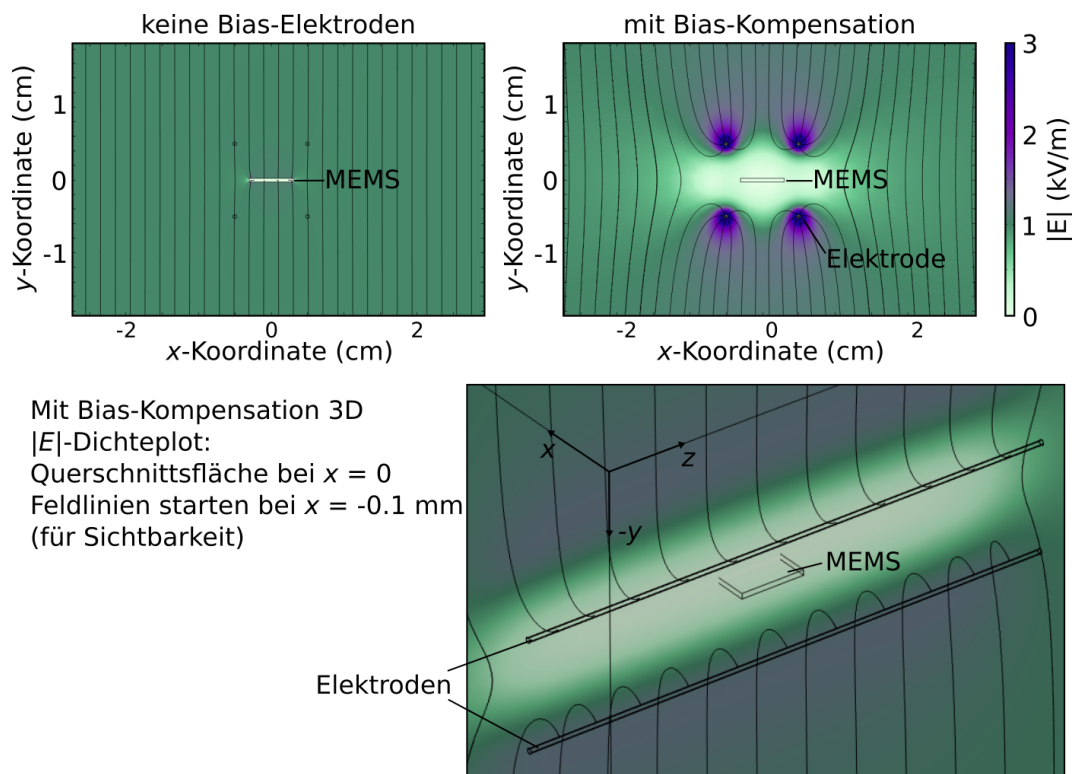 keine Bias-Elektroden
mit Bias-Kompensation
y-Koordinate (cm)
1
0
-1
MEMS
-2
0
2
x-Koordinate (cm)
y-Koordinate (cm)
1
0
-1
MEMS
Elektrode
-2
0
2
x-Koordinate (cm)
3
2
1
0
|E| (kV/m)
Mit Bias-Kompensation 3D
|E|-Dichteplot:
Querschnittsfläche bei x = 0
Feldlinien starten bei x = -0.1 mm
(für Sichtbarkeit)
x
z
-y
MEMS
Elektroden